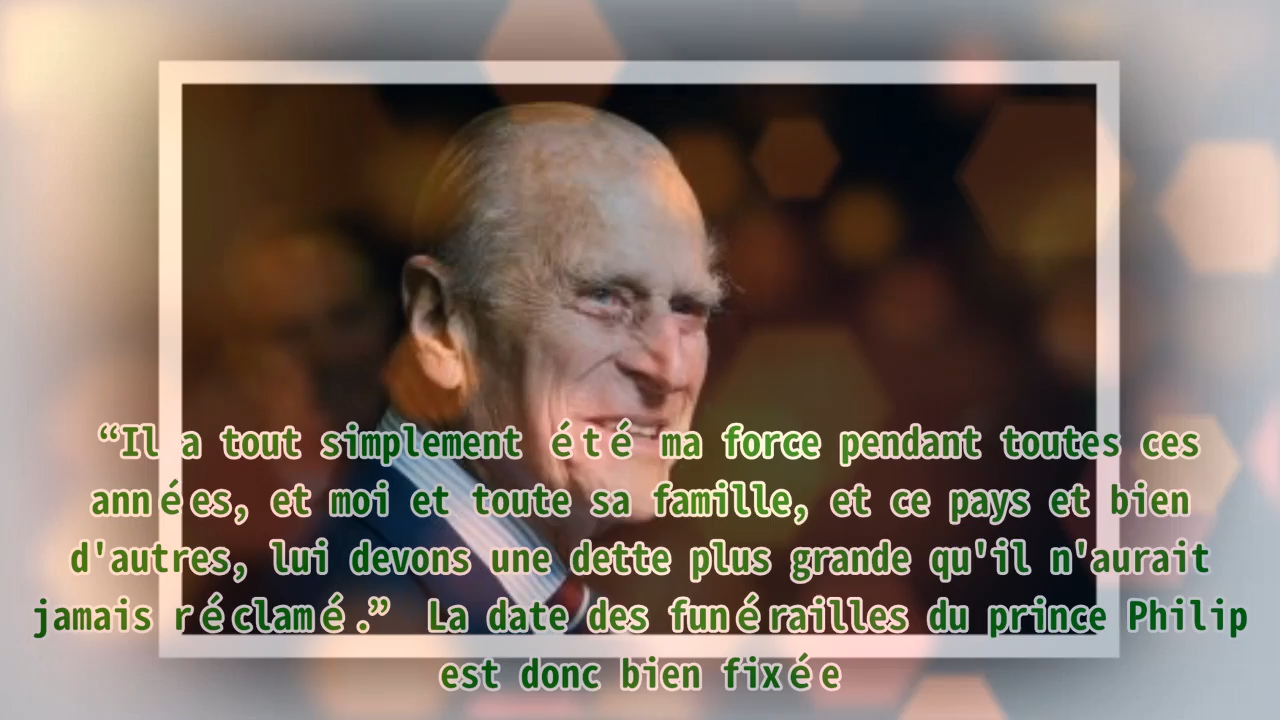 “Il a tout simplement été ma force pendant toutes ces
années, et moi et toute sa famille, et ce pays et bien
d'autres, lui devons une dette plus grande qu'il n'aurait
jamais réclamé.” La date des funérailles du prince Philip
est donc bien fixée